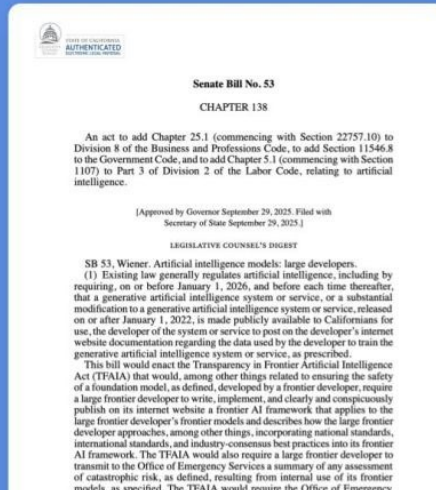 STATE OF CALIFORNIA
AUTHENTICATED
ELECTRONIC LEGAL MATERIAL
Senate Bill No. 53
CHAPTER 138
An act to add Chapter 25.1 (commencing with Section 22757.10) to
Division 8 of the Business and Professions Code, to add Section 11546.8
to the Government Code, and to add Chapter 5.1 (commencing with Section
1107) to Part 3 of Division 2 of the Labor Code, relating to artificial
intelligence.
[Approved by Governor September 29, 2025. Filed with
Secretary of State September 29, 2025.]
LEGISLATIVE COUNSEL'S DIGEST
SB 53, Wiener. Artificial intelligence models: large developers.
(1) Existing law generally regulates artificial intelligence, including by
requiring, on or before January 1, 2026, and before each time thereafter,
that a generative artificial intelligence system or service, or a substantial
modification to a generative artificial intelligence system or service, released
on or after January 1, 2022, is made publicly available to Californians for
use, the developer of the system or service to post on the developer's internet
website documentation regarding the data used by the developer to train the
generative artificial intelligence system or service, as prescribed.
This bill would enact the Transparency in Frontier Artificial Intelligence
Act (TFAIA) that would, among other things related to ensuring the safety
of a foundation model, as defined, developed by a frontier developer, require
a large frontier developer to write, implement, and clearly and conspicuously
publish on its internet website a frontier AI framework that applies to the
large frontier developer's frontier models and describes how the large frontier
developer approaches, among other things, incorporating national standards,
international standards, and industry-consensus best practices into its frontier
AI framework. The TFAIA would also require a large frontier developer to
transmit to the Office of Emergency Services a summary of any assessment
of catastrophic risk, as defined, resulting from internal use of its frontier
models, as specified. The TFAIA would require the Office of Emergency